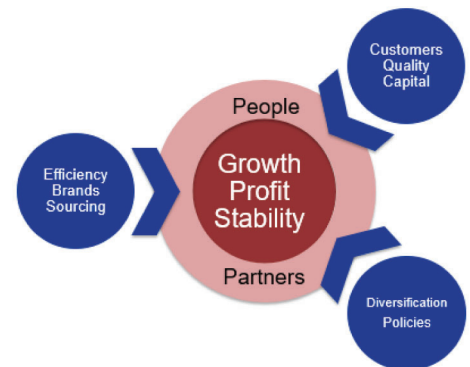 Customers
Quality
Capital
People
Growth
Profit
Stability
Efficiency
Brands
Sourcing
Partners
Diversification
Policies